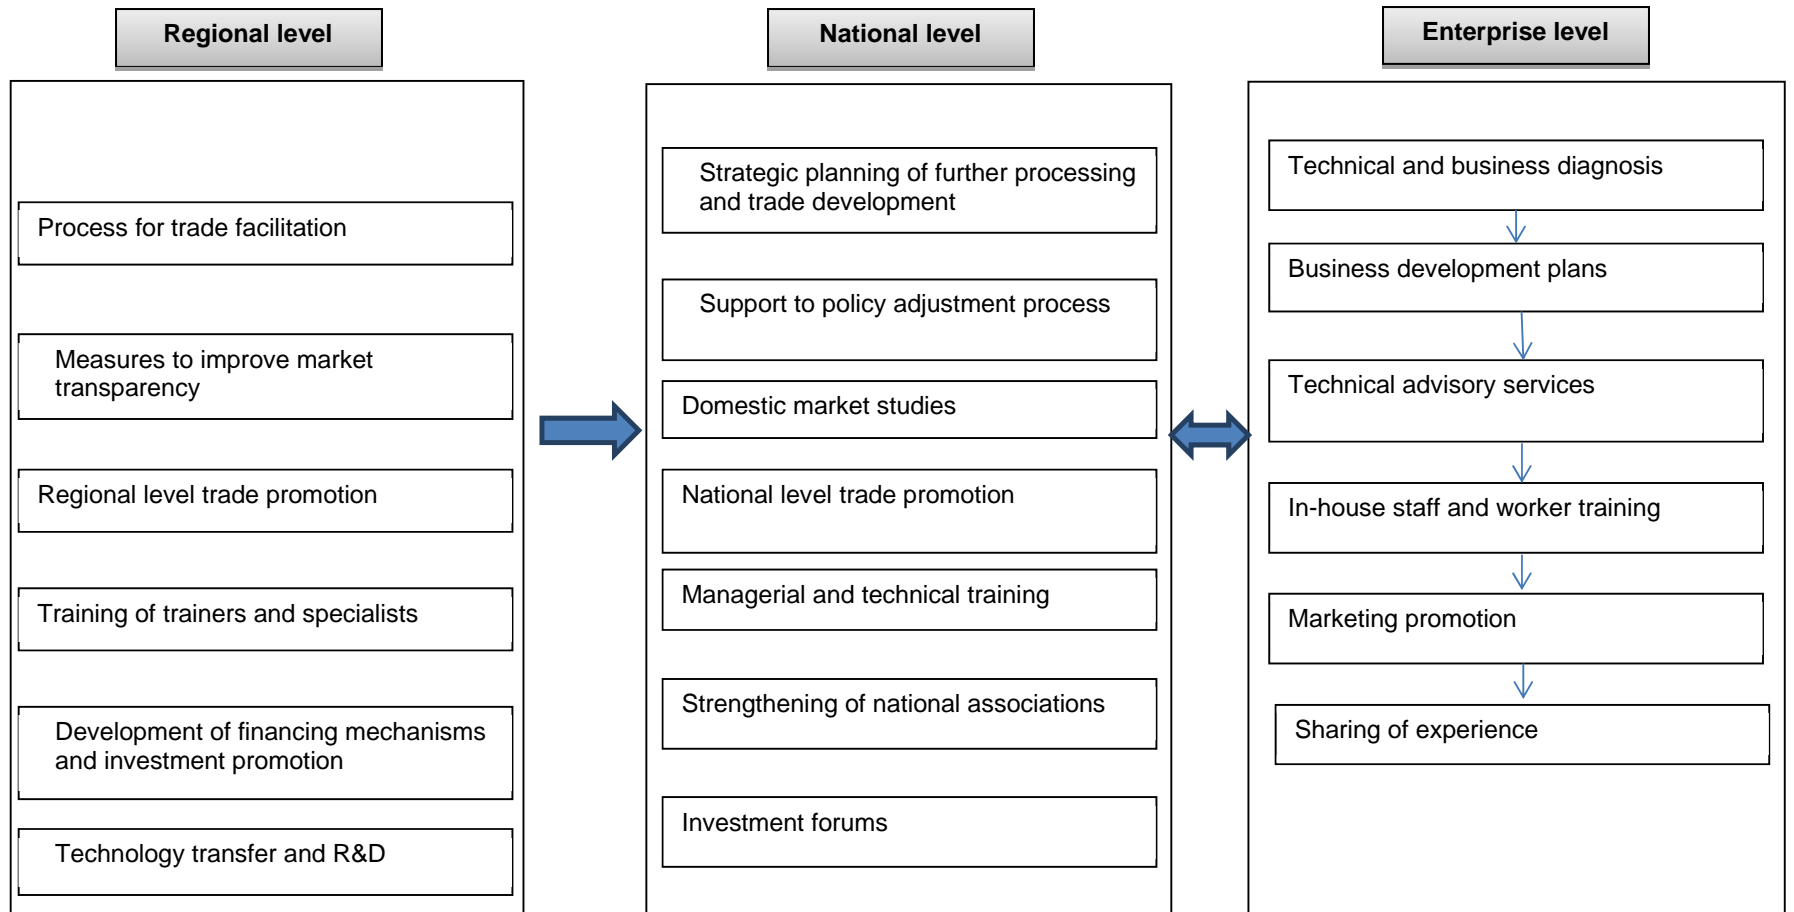 Regional level
National level
Enterprise level
Process for trade facilitation
Measures to improve market
transparency
Regional level trade promotion
Training of trainers and specialists
Development of financing mechanisms
and investment promotion
Technology transfer and R&D
Strategic planning of further processing
and trade development
Support to policy adjustment process
Domestic market studies
National level trade promotion
Managerial and technical training
Strengthening of national associations
Investment forums
Technical and business diagnosis
Business development plans
Technical advisory services
In-house staff and worker training
Marketing promotion
Sharing of experience